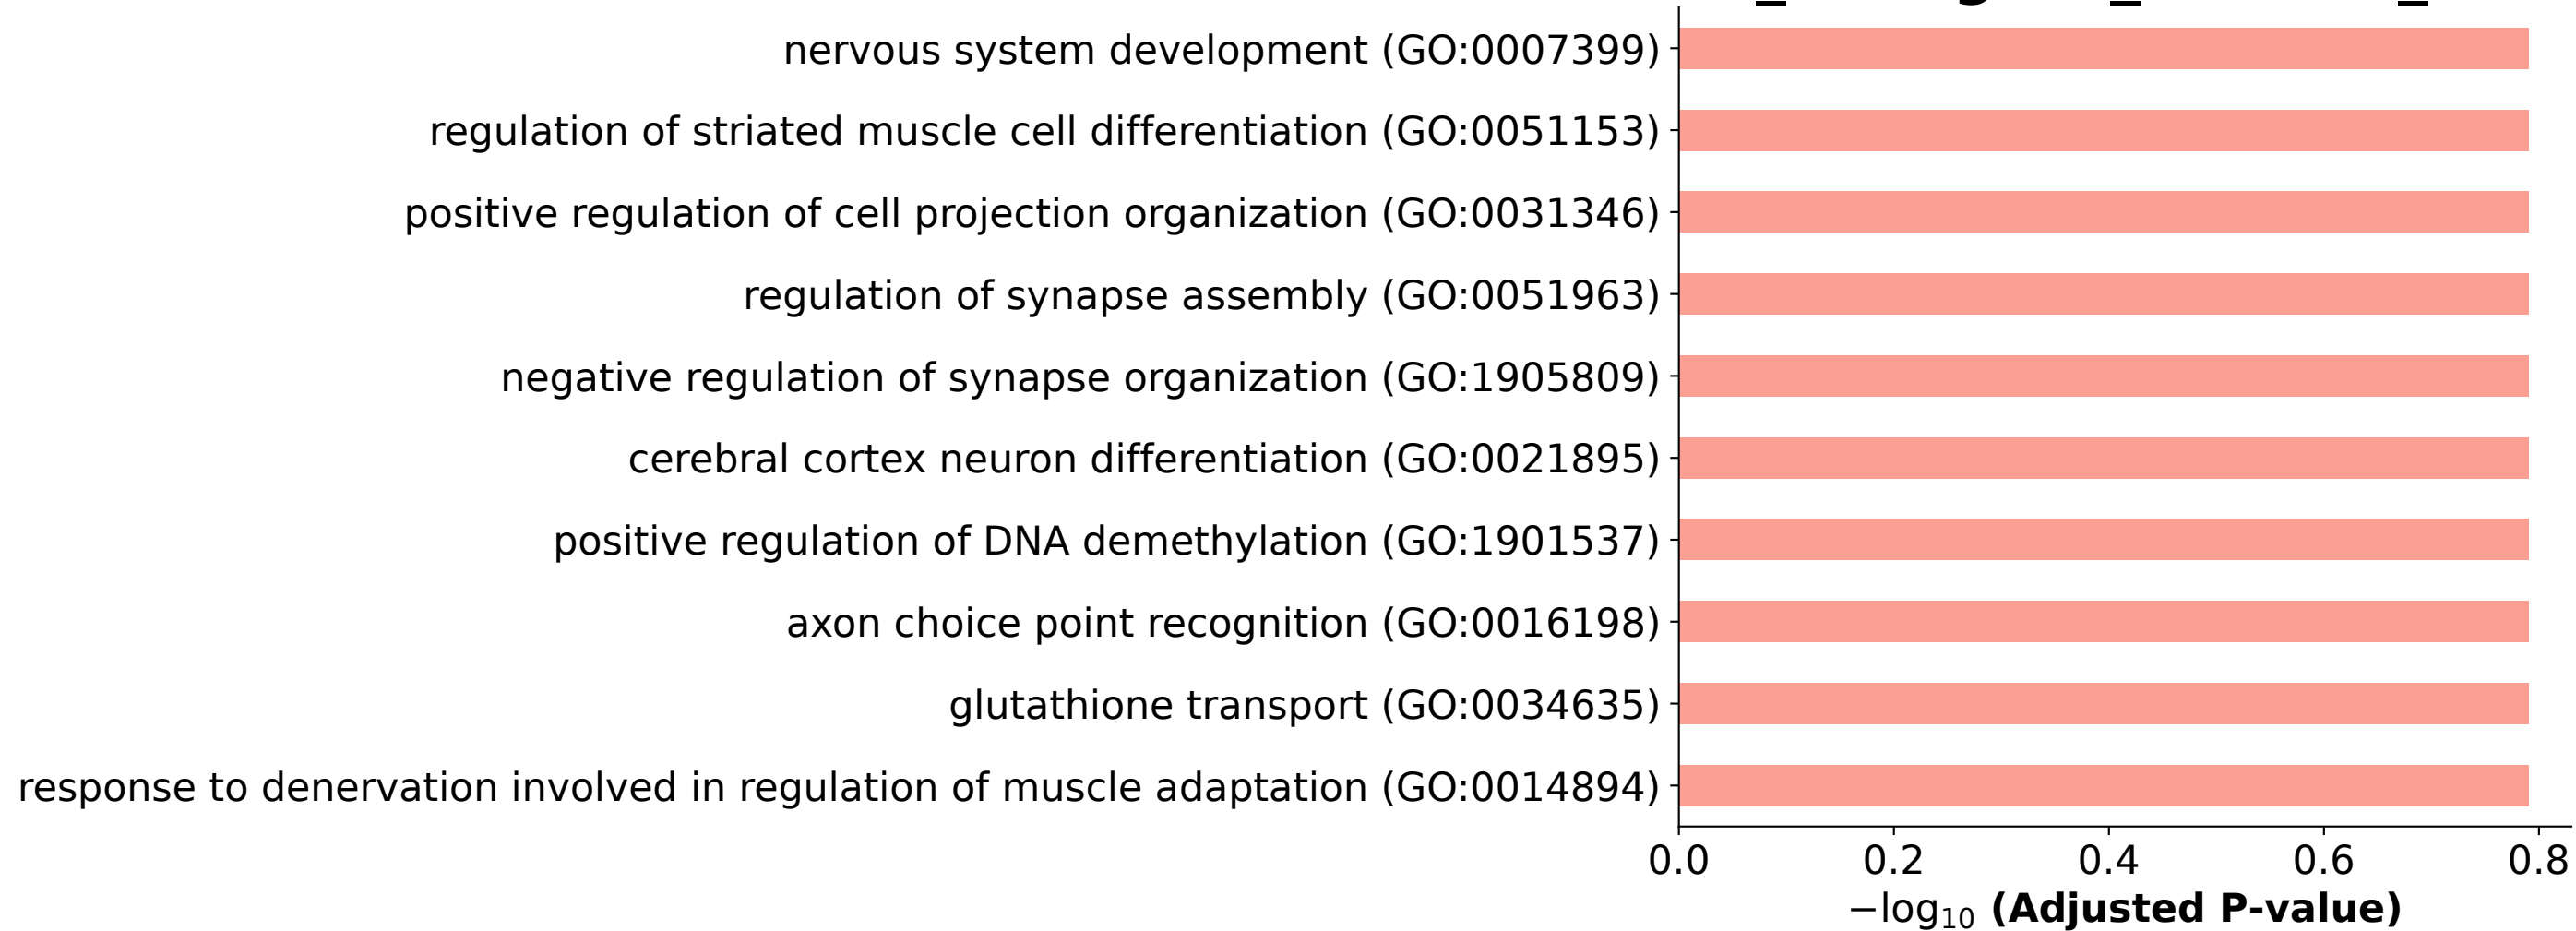 nervous system development (GO:0007399)
regulation of striated muscle cell differentiation (GO:0051153)
positive regulation of cell projection organization (GO:0031346)
regulation of synapse assembly (GO:0051963)
negative regulation of synapse organization (GO:1905809)
cerebral cortex neuron differentiation (GO:0021895)
positive regulation of DNA demethylation (GO:1901537)
axon choice point recognition (GO:0016198)
glutathione transport (GO:0034635)
response to denervation involved in regulation of muscle adaptation (GO:0014894)
0.0 0.2 0.4 0.6 0.8
−log₁₀ (Adjusted P-value)